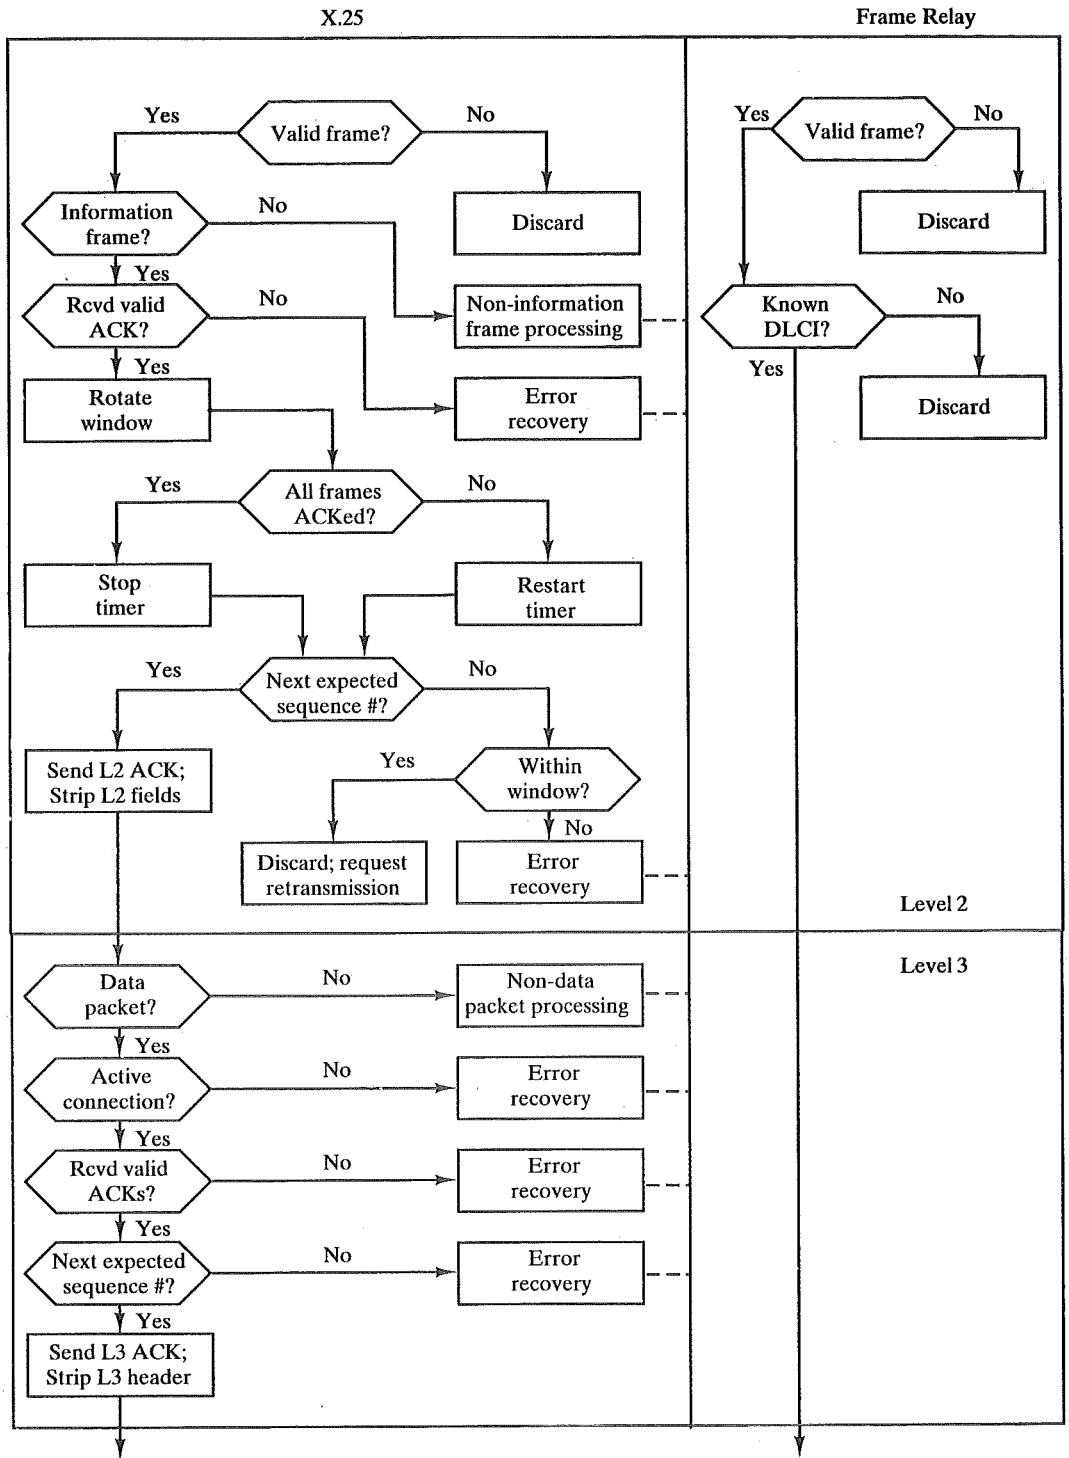 X.25
Frame Relay
Yes
Valid frame?
No
Information
frame?
No
Discard
Yes
Rcvd valid
ACK?
No
Non-information
frame processing
Yes
Rotate
window
Error
recovery
Yes
All frames
ACKed?
No
Stop
timer
Restart
timer
Yes
Next expected
sequence #?
No
Send L2 ACK;
Strip L2 fields
Yes
Within
window?
No
Discard; request
retransmission
Error
recovery
Data
packet?
No
Non-data
packet processing
Yes
Active
connection?
No
Error
recovery
Yes
Rcvd valid
ACKs?
No
Error
recovery
Yes
Next expected
sequence #?
No
Error
recovery
Yes
Send L3 ACK;
Strip L3 header
Yes
Valid frame?
No
Discard
Known
DLCI?
No
Yes
Discard
Level 2
Level 3